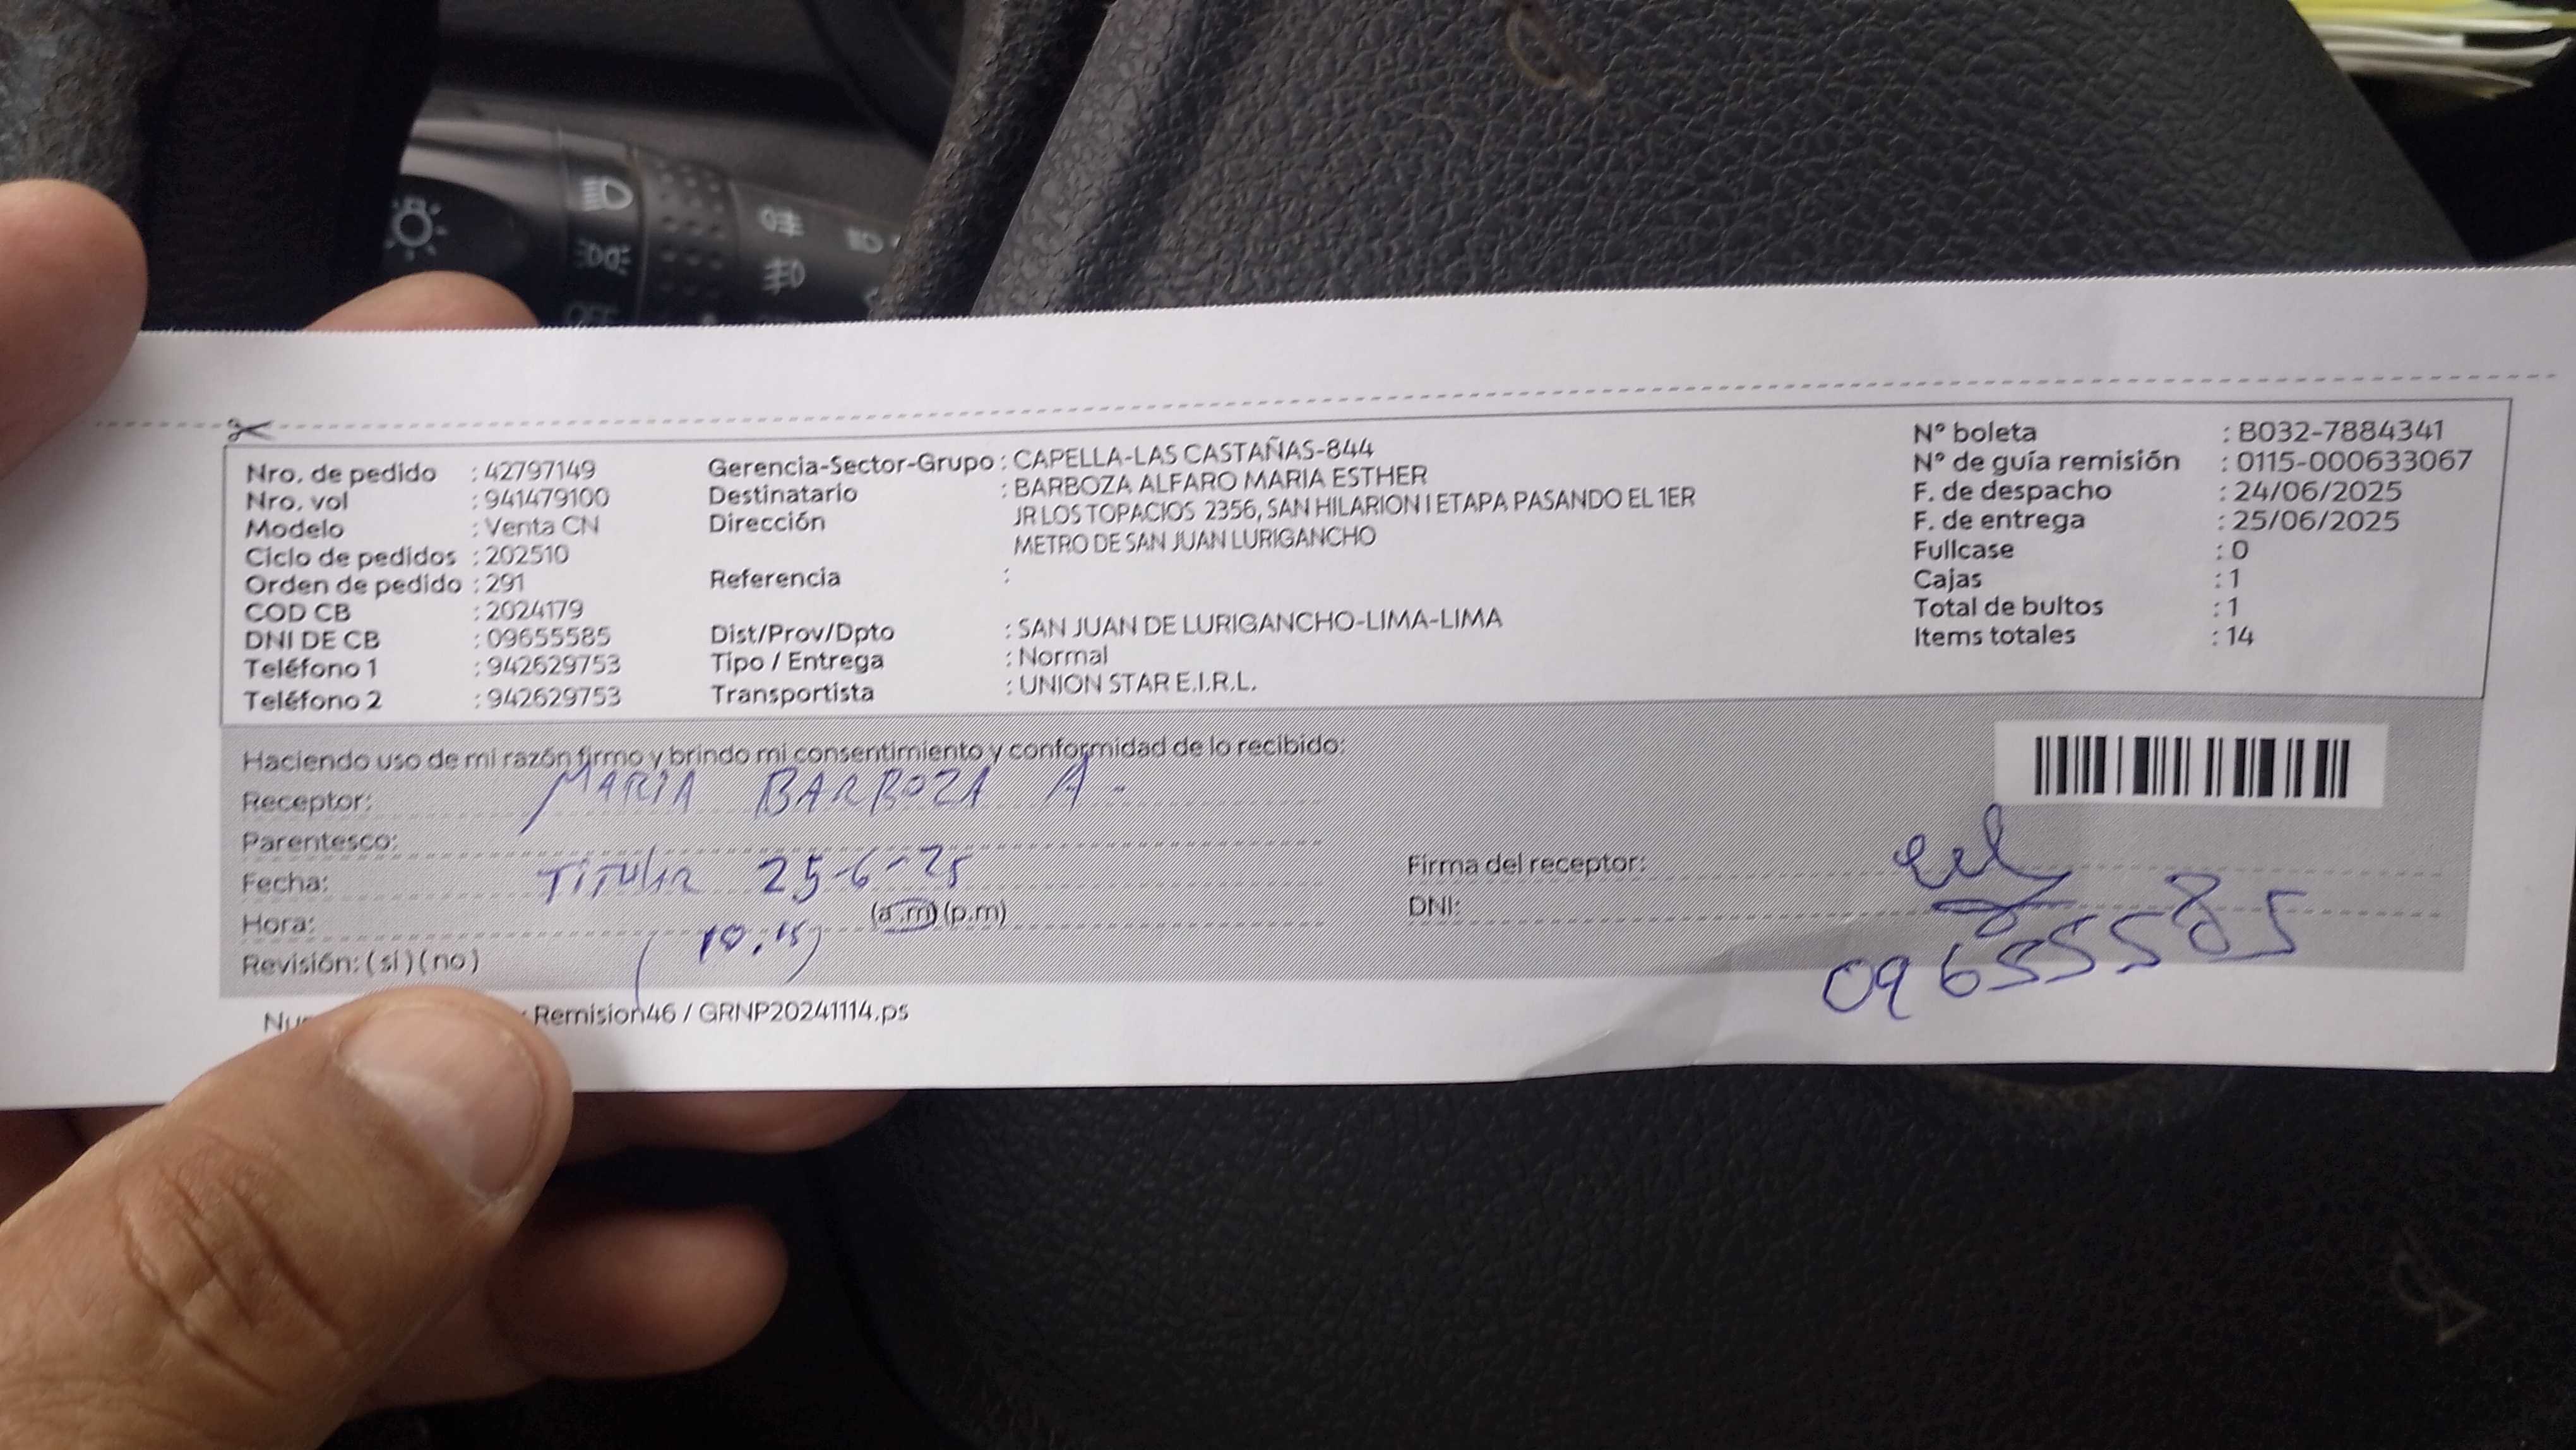 Nro. de pedido : 42797149
Nro. vol : 941479100
Modelo : Venta CN
Ciclo de pedidos : 202510
Orden de pedido : 291
COD CB : 2024179
DNI DE CB : 09655585
Teléfono 1 : 942629753
Teléfono 2 : 942629753
Gerencia-Sector-Grupo : CAPELLA-LAS CASTAÑAS-844
Destinatario : BARBOZA ALFARO MARIA ESTHER
Dirección JR LOS TOPACIOS 2356, SAN HILARION I ETAPA PASANDO EL 1ER
METRO DE SAN JUAN LURIGANCHO
Referencia :
Dist/Prov/Dpto : SAN JUAN DE LURIGANCHO-LIMA-LIMA
Tipo / Entrega : Normal
Transportista : UNION STAR E.I.R.L.
N° boleta : B032-7884341
N° de guía remisión : 0115-000633067
F. de despacho : 24/06/2025
F. de entrega : 25/06/2025
Fullcase : 0
Cajas : 1
Total de bultos : 1
Items totales : 14
Haciendo uso de mi razón firmo y brindo mi consentimiento y conformidad de lo recibido:
Receptor: MARIA BARBOZA A.
Parentesco:
Fecha: TITULAR 25-6-25
Hora: 10.15 (a.m) (p.m)
Revisión: (si) (no)
Firma del receptor:
DNI: 09655585
Remision46 / GRNP20241114.ps
OFF